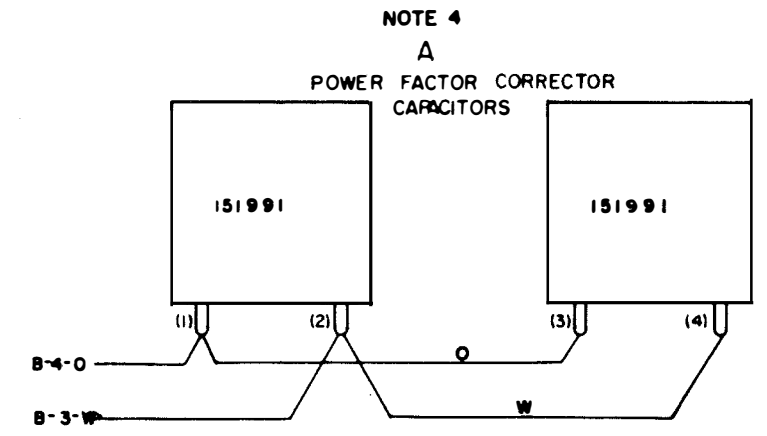 NOTE 4
A
POWER FACTOR CORRECTOR
CAPACITORS
151991
151991
(1)
(2)
(3)
(4)
B-4-O
O
B-3-W
W